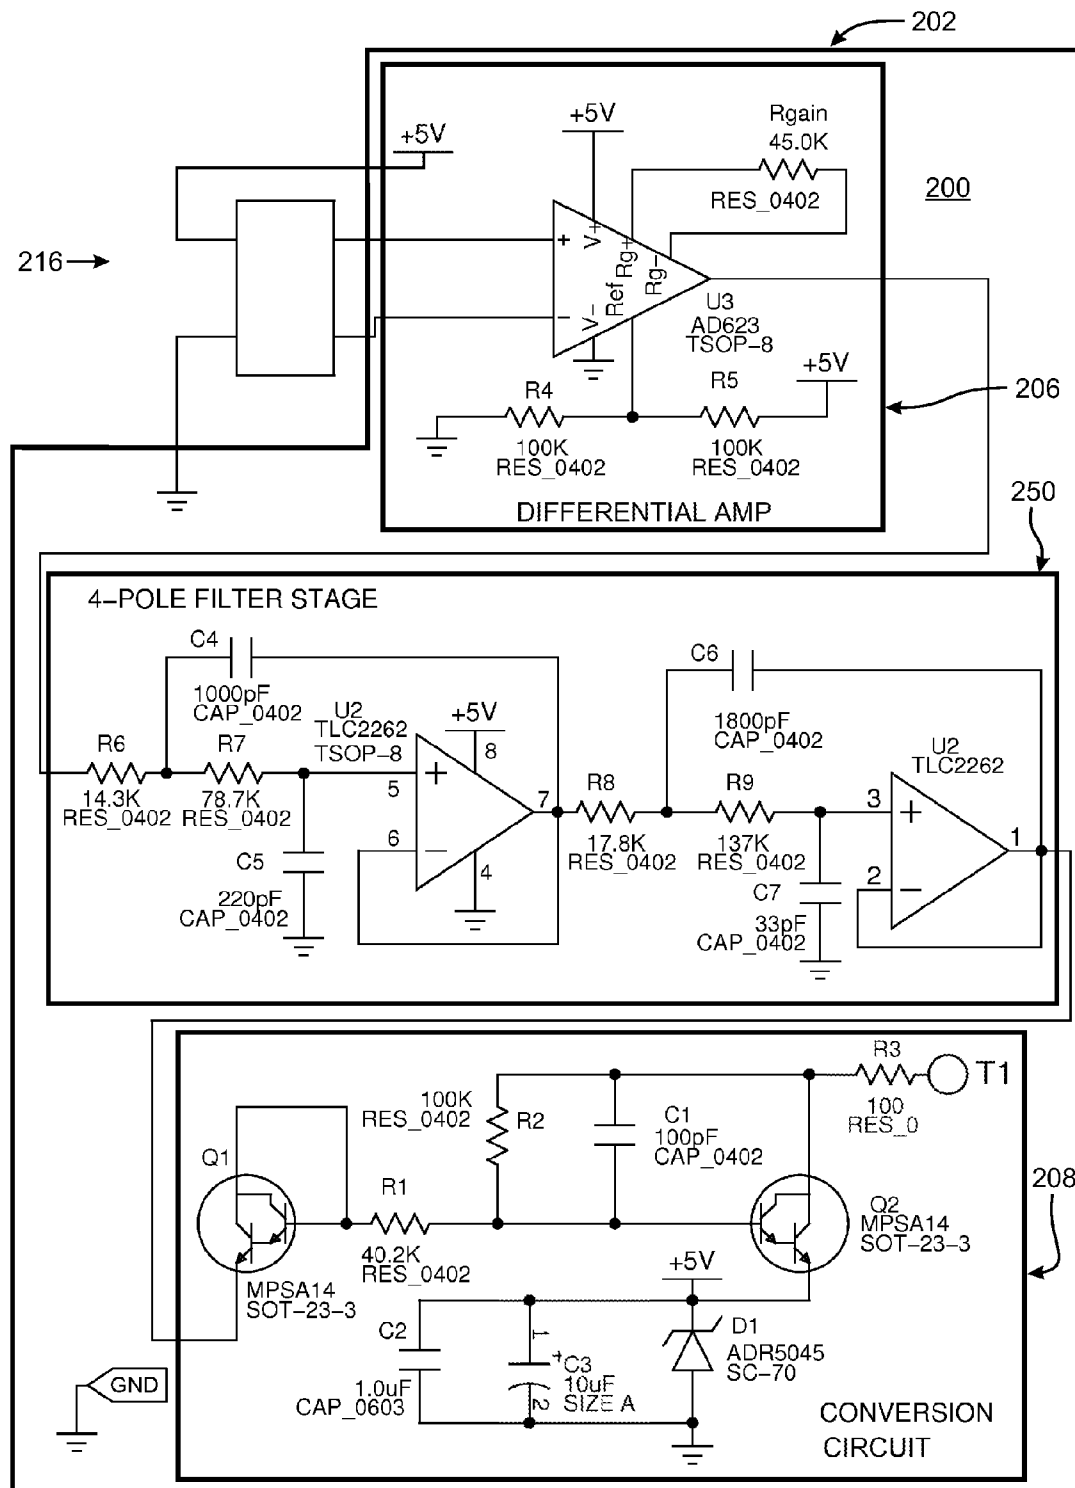 202
+5V
+5V
Rgain
45.0K
RES_0402
200
216
+
V+
Rg+
Rg-
Ref
V-
-
U3
AD623
TSOP-8
+5V
R4
100K
RES_0402
R5
100K
RES_0402
206
DIFFERENTIAL AMP
250
4-POLE FILTER STAGE
C4
1000pF
CAP_0402
U2
TLC2262
TSOP-8
+5V
8
R6
14.3K
RES_0402
R7
78.7K
RES_0402
5
+
6
-
7
4
C5
220pF
CAP_0402
C6
1800pF
CAP_0402
U2
TLC2262
R8
17.8K
RES_0402
R9
137K
RES_0402
3
+
2
-
1
C7
33pF
CAP_0402
R3
100
RES_0
T1
100K
RES_0402
R2
C1
100pF
CAP_0402
Q1
MPSA14
SOT-23-3
R1
40.2K
RES_0402
Q2
MPSA14
SOT-23-3
208
+5V
C2
1.0uF
CAP_0603
1
+
C3
10uF
SIZE A
2
D1
ADR5045
SC-70
GND
CONVERSION
CIRCUIT